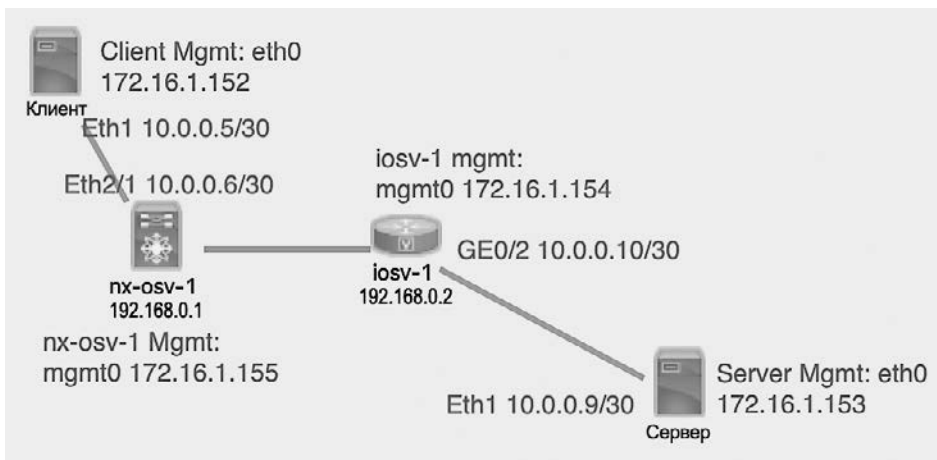 Client Mgmt: eth0
172.16.1.152
Клиент
Eth1 10.0.0.5/30
Eth2/1 10.0.0.6/30
iosv-1 mgmt:
mgmt0 172.16.1.154
GE0/2 10.0.0.10/30
nx-osv-1
192.168.0.1
iosv-1
192.168.0.2
nx-osv-1 Mgmt:
mgmt0 172.16.1.155
Eth1 10.0.0.9/30
Server Mgmt: eth0
172.16.1.153
Сервер